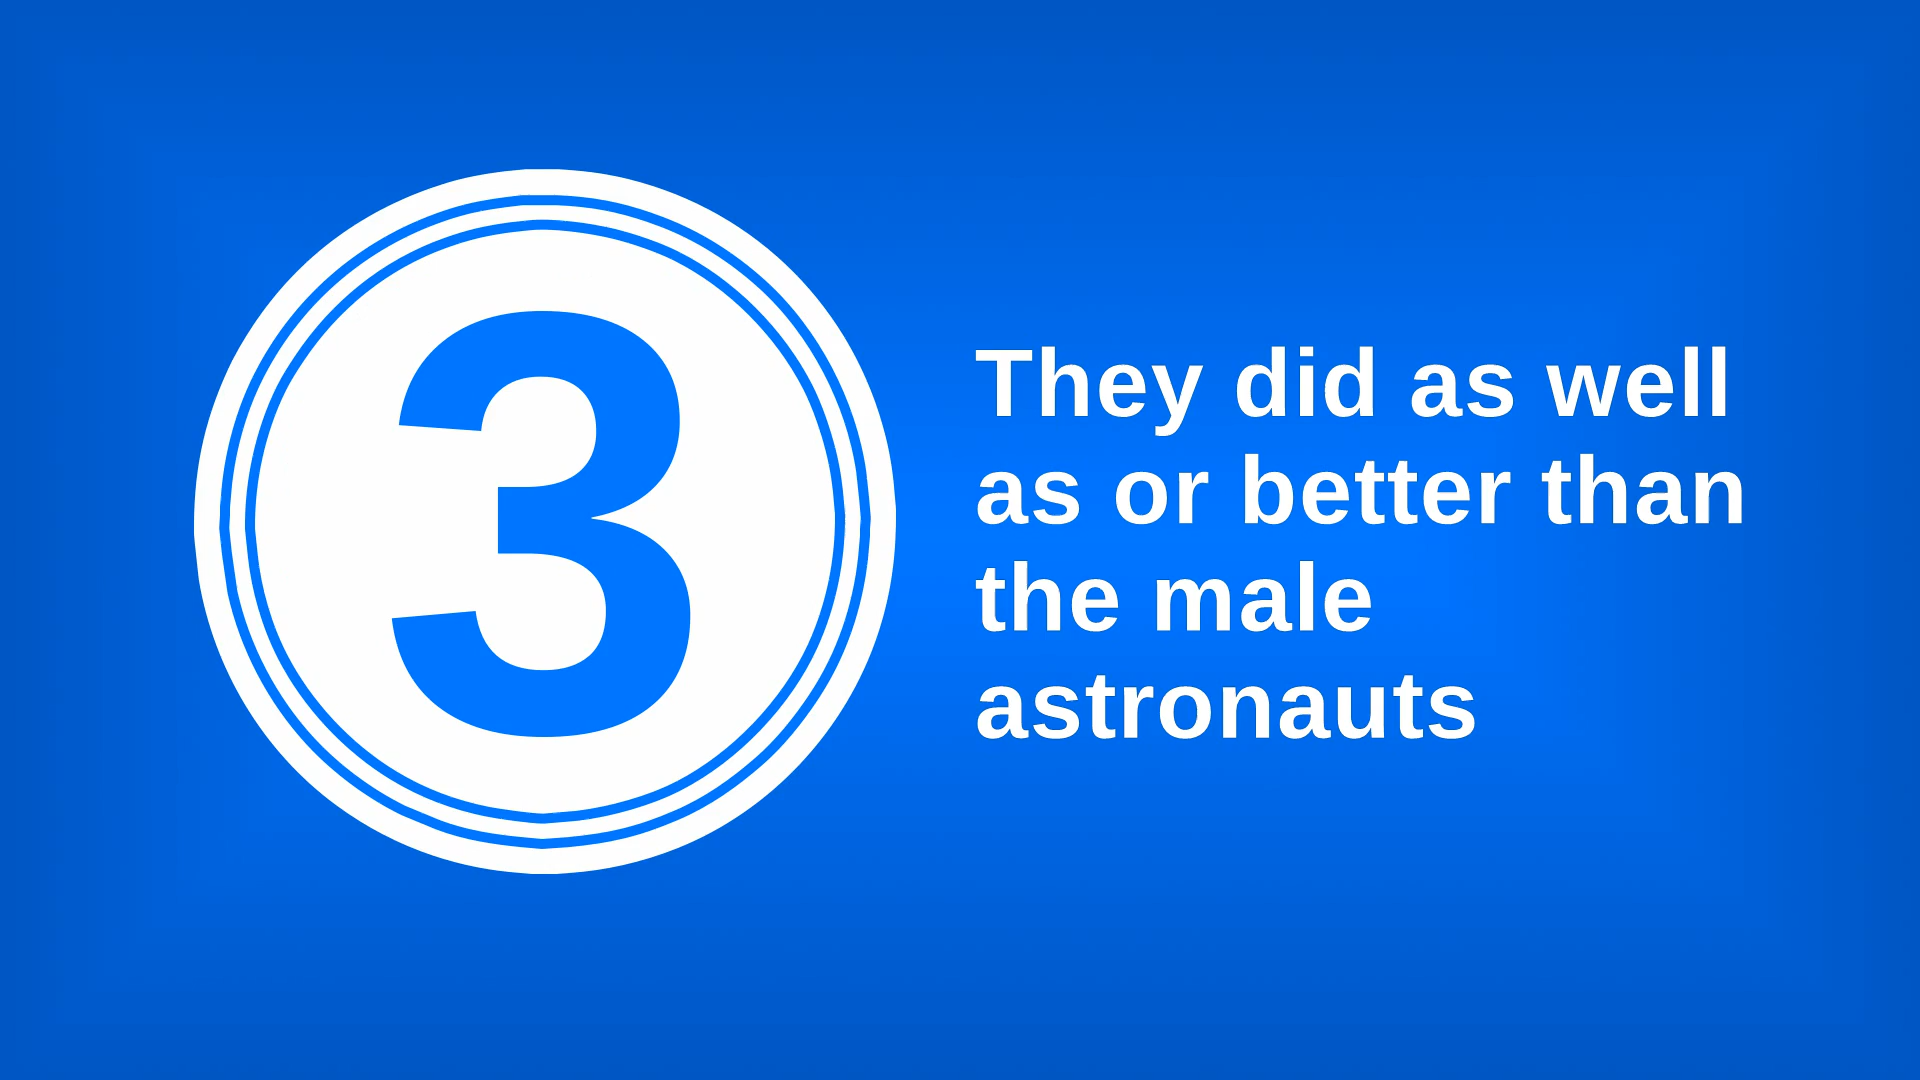 3
They did as well
as or better than
the male
astronauts